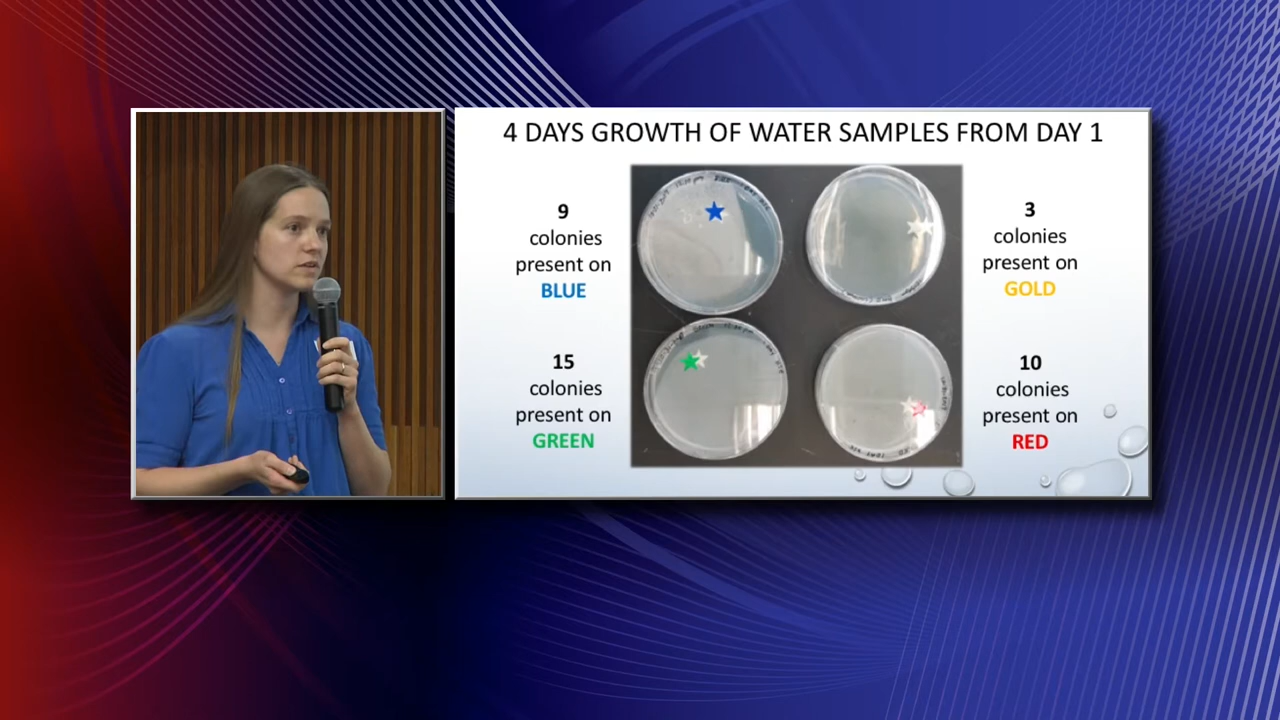 4 DAYS GROWTH OF WATER SAMPLES FROM DAY 1
9
colonies
present on
BLUE
3
colonies
present on
GOLD
15
colonies
present on
GREEN
10
colonies
present on
RED